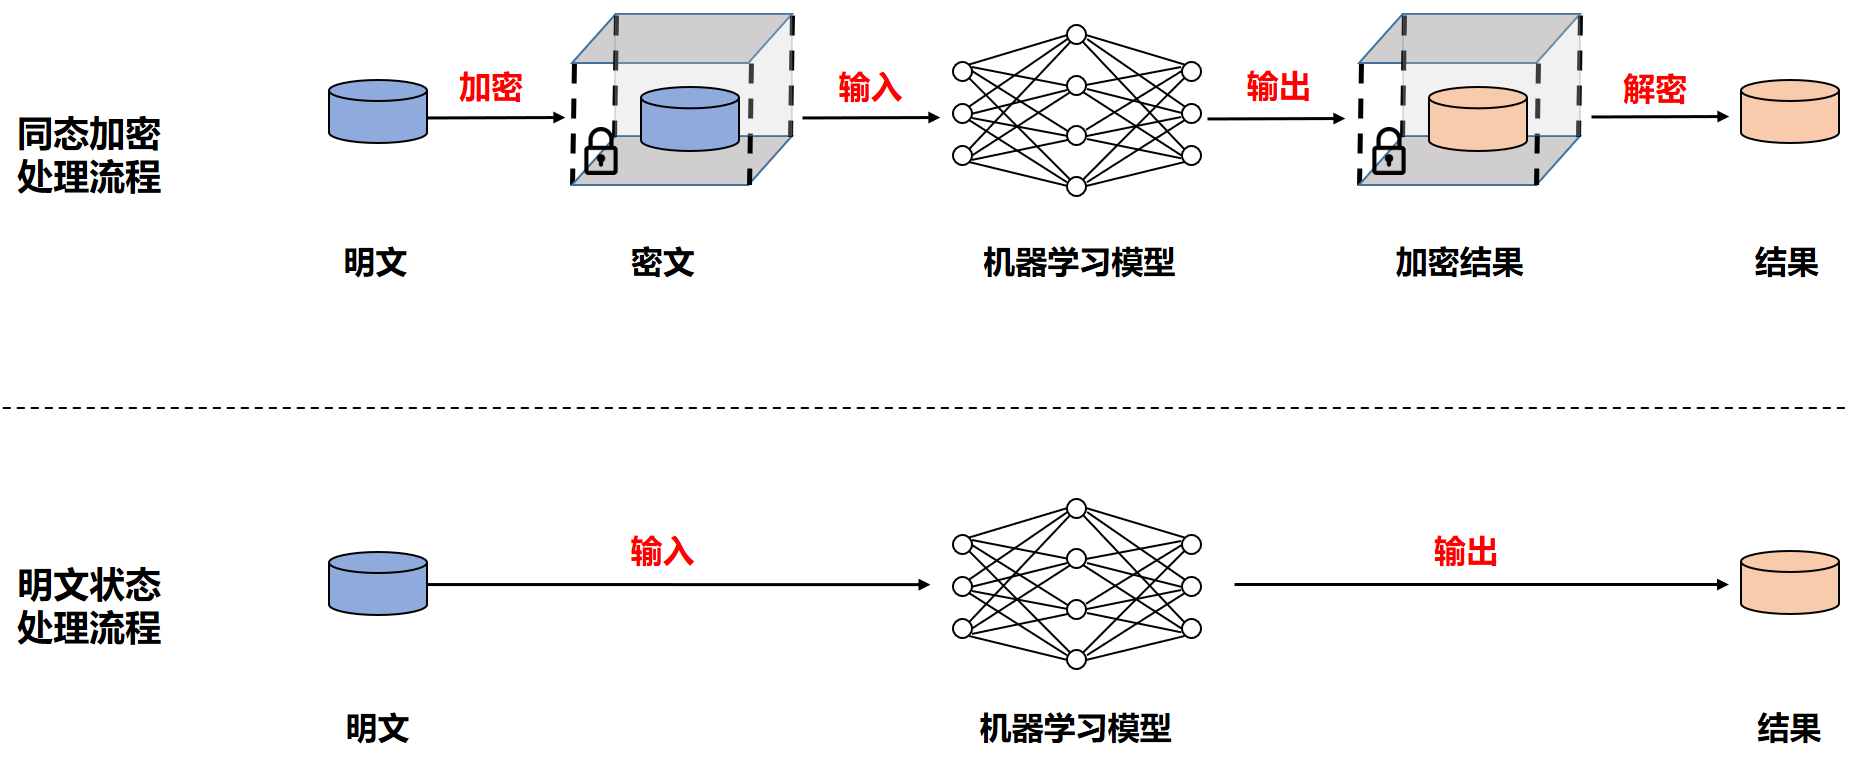 加密
输入
输出
解密
同态加密
处理流程
明文
密文
机器学习模型
加密结果
结果
输入
输出
明文状态
处理流程
明文
机器学习模型
结果